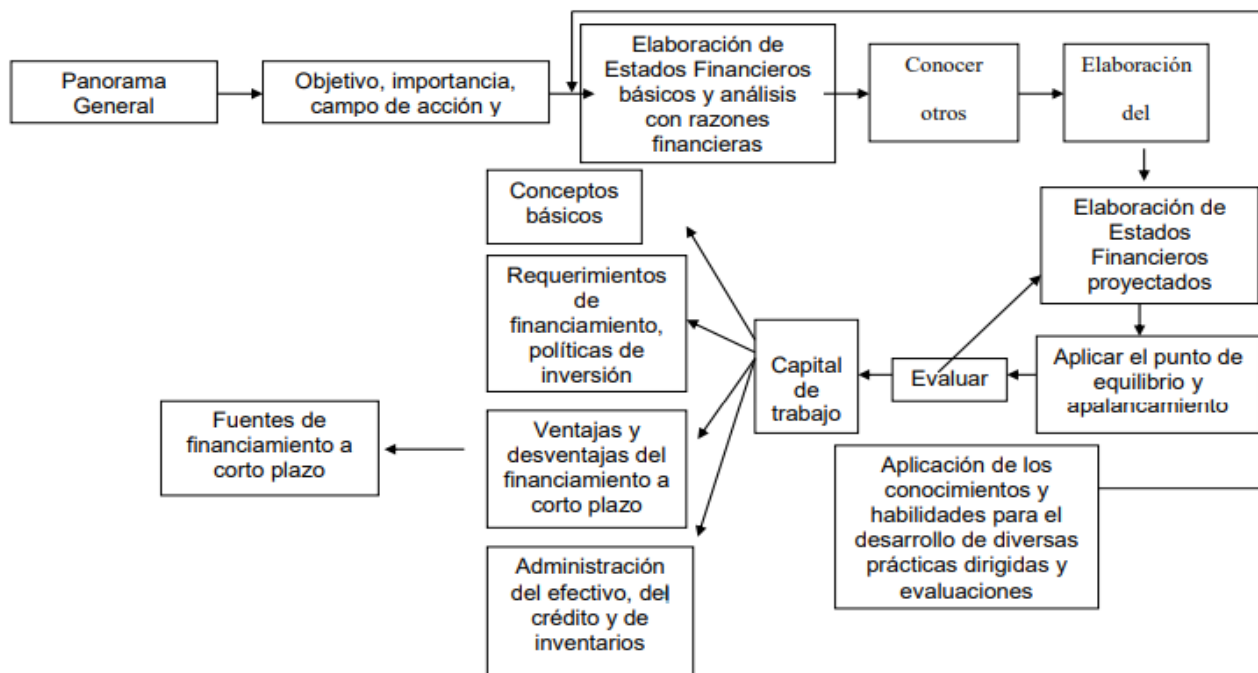 Panorama
General
Objetivo, importancia,
campo de acción y
Elaboración de
Estados Financieros
básicos y análisis
con razones
financieras
Conocer
otros
Elaboración
del
Elaboración de
Estados
Financieros
proyectados
Aplicar el punto de
equilibrio y
apalancamiento
Evaluar
Capital
de
trabajo
Conceptos
básicos
Requerimientos
de
financiamiento,
políticas de
inversión
Ventajas y
desventajas del
financiamiento a
corto plazo
Administración
del efectivo, del
crédito y de
inventarios
Fuentes de
financiamiento a
corto plazo
Aplicación de los
conocimientos y
habilidades para el
desarrollo de diversas
prácticas dirigidas y
evaluaciones